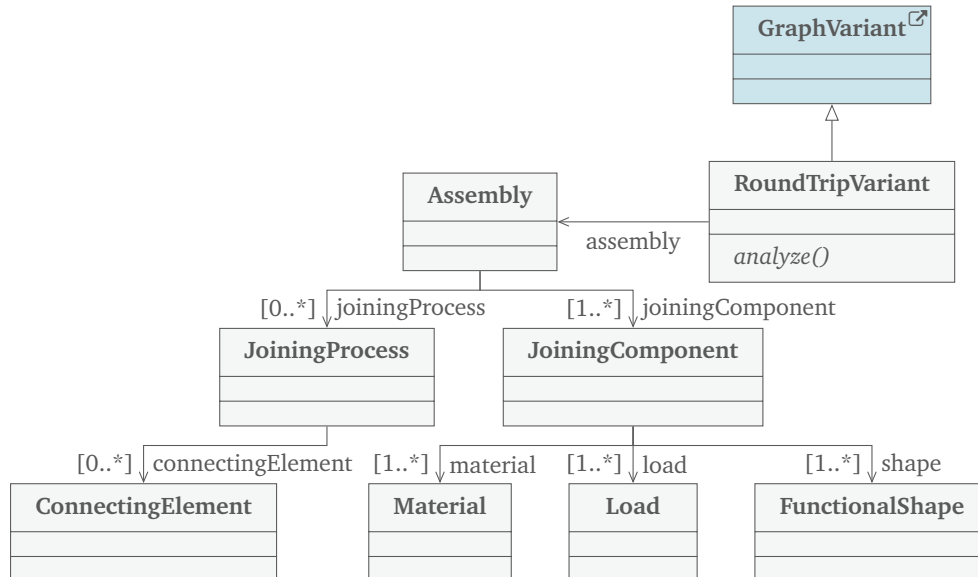 GraphVariant
RoundTripVariant
analyze()
Assembly
assembly
[0..*] joiningProcess
[1..*] joiningComponent
JoiningProcess
JoiningComponent
[0..*] connectingElement
[1..*] material
[1..*] load
[1..*] shape
ConnectingElement
Material
Load
FunctionalShape